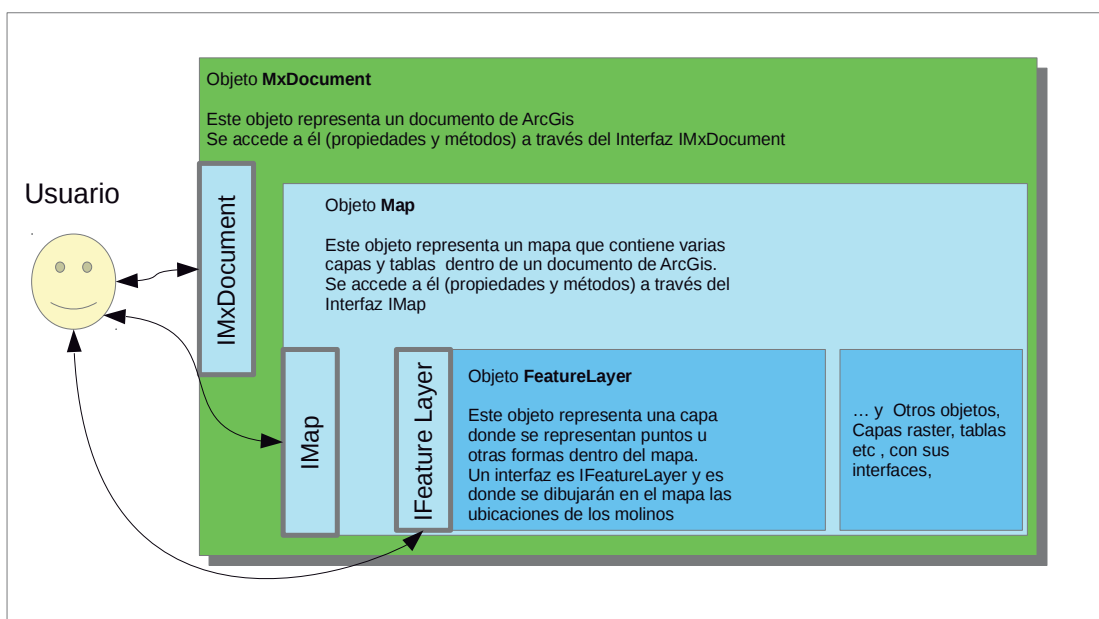 Objeto MxDocument
Este objeto representa un documento de ArcGis
Se accede a él (propiedades y métodos) a través del Interfaz IMxDocument
Usuario
IMxDocument
Objeto Map
Este objeto representa un mapa que contiene varias
capas y tablas dentro de un documento de ArcGis.
Se accede a él (propiedades y métodos) a través del
Interfaz IMap
IMap
IFeature Layer
Objeto FeatureLayer
Este objeto representa una capa
donde se representan puntos u
otras formas dentro del mapa.
Un interfaz es IFeatureLayer y es
donde se dibujarán en el mapa las
ubicaciones de los molinos
… y Otros objetos,
Capas raster, tablas
etc , con sus
interfaces,